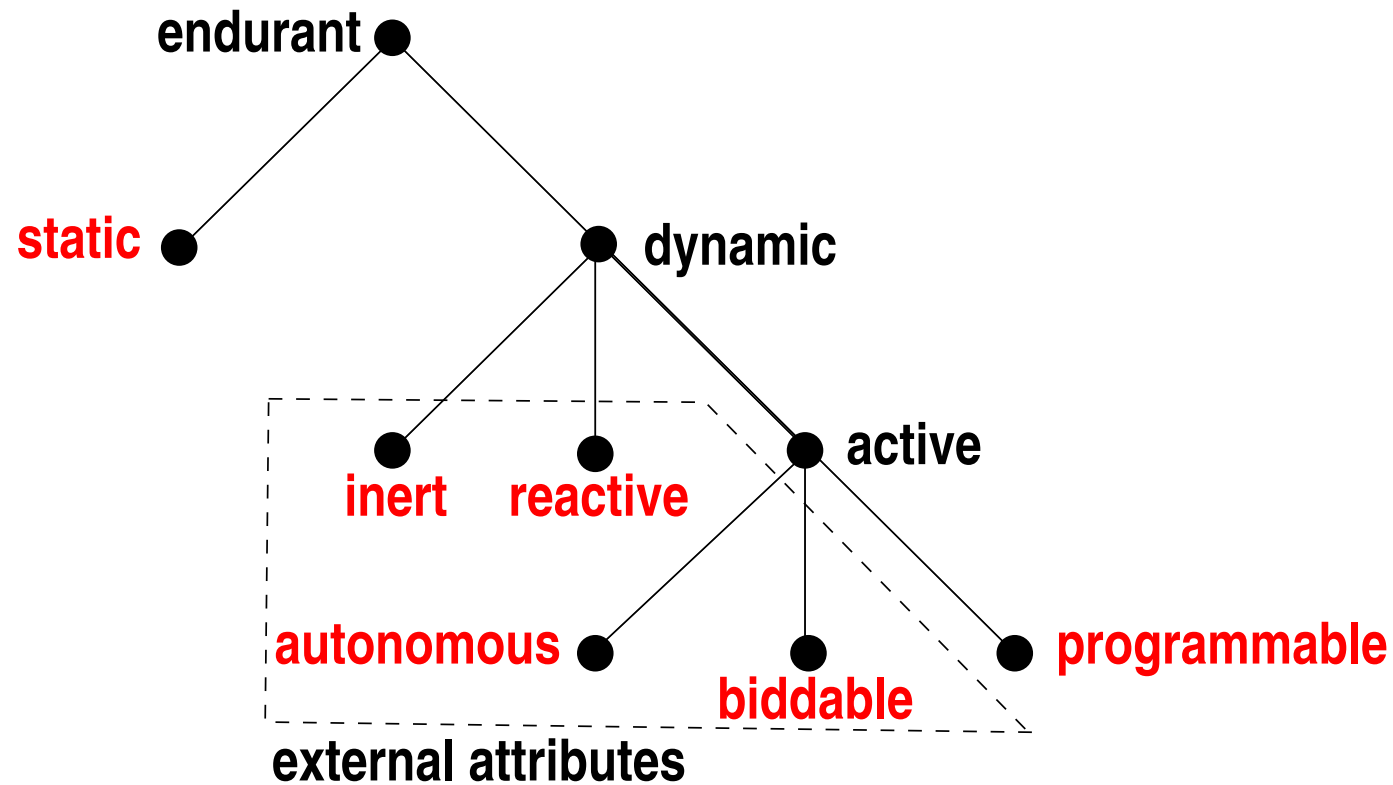 endurant
static
dynamic
active
inert
reactive
autonomous
programmable
biddable
external attributes